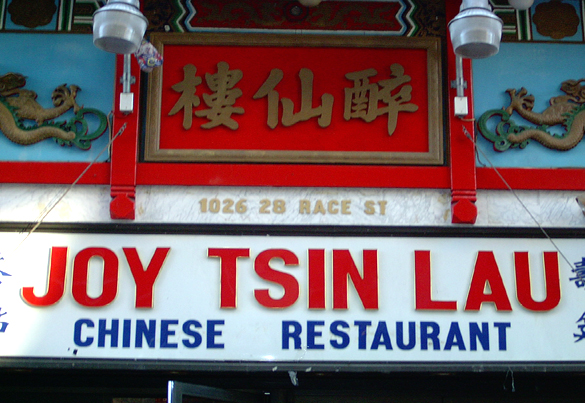 樓仙醉
1026 28 RACE ST
JOY TSIN LAU
CHINESE RESTAURANT